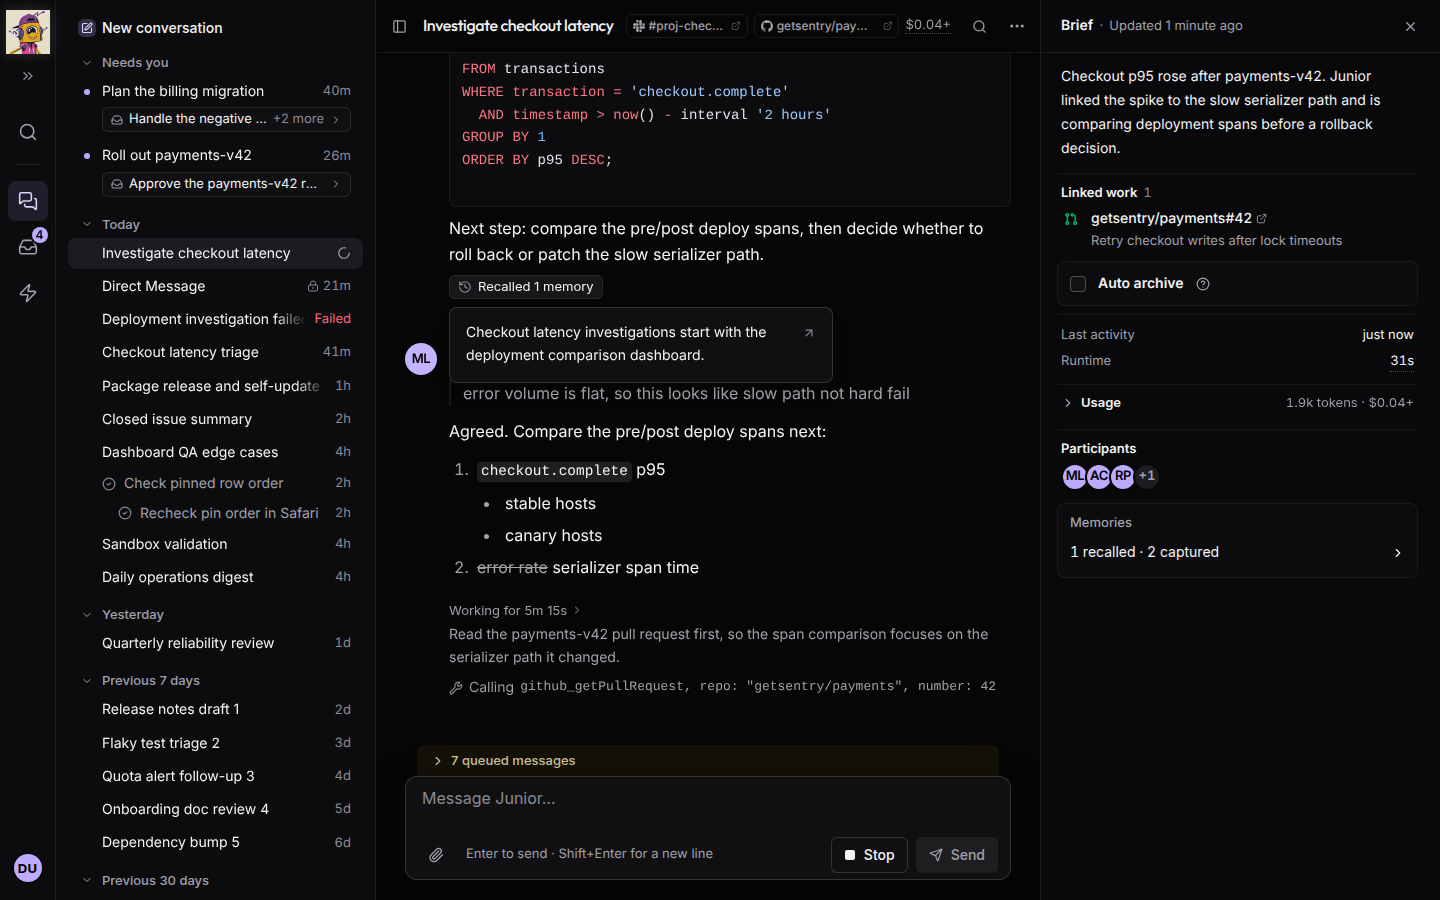 New conversation
Needs you
Plan the billing migration 40m
Handle the negative ... +2 more
Roll out payments-v42 26m
Approve the payments-v42 r...
Today
Investigate checkout latency
Direct Message 21m
Deployment investigation failed Failed
Checkout latency triage 41m
Package release and self-update 1h
Closed issue summary 2h
Dashboard QA edge cases 4h
Check pinned row order 2h
Recheck pin order in Safari 2h
Sandbox validation 4h
Daily operations digest 4h
Yesterday
Quarterly reliability review 1d
Previous 7 days
Release notes draft 1 2d
Flaky test triage 2 3d
Quota alert follow-up 3 4d
Onboarding doc review 4 5d
Dependency bump 5 6d
Previous 30 days
4
DU
Investigate checkout latency #proj-chec... getsentry/pay... $0.04+
FROM transactions
WHERE transaction = 'checkout.complete'
AND timestamp > now() - interval '2 hours'
GROUP BY 1
ORDER BY p95 DESC;
Next step: compare the pre/post deploy spans, then decide whether to
roll back or patch the slow serializer path.
Recalled 1 memory
Checkout latency investigations start with the
deployment comparison dashboard.
ML
error volume is flat, so this looks like slow path not hard fail
Agreed. Compare the pre/post deploy spans next:
1. checkout.complete p95
• stable hosts
• canary hosts
2. error rate serializer span time
Working for 5m 15s
Read the payments-v42 pull request first, so the span comparison focuses on the
serializer path it changed.
Calling github_getPullRequest, repo: "getsentry/payments", number: 42
7 queued messages
Message Junior...
Enter to send · Shift+Enter for a new line
Stop
Send
Brief · Updated 1 minute ago
Checkout p95 rose after payments-v42. Junior
linked the spike to the slow serializer path and is
comparing deployment spans before a rollback
decision.
Linked work 1
getsentry/payments#42
Retry checkout writes after lock timeouts
Auto archive
Last activity just now
Runtime 31s
Usage 1.9k tokens · $0.04+
Participants
ML AC RP +1
Memories
1 recalled · 2 captured